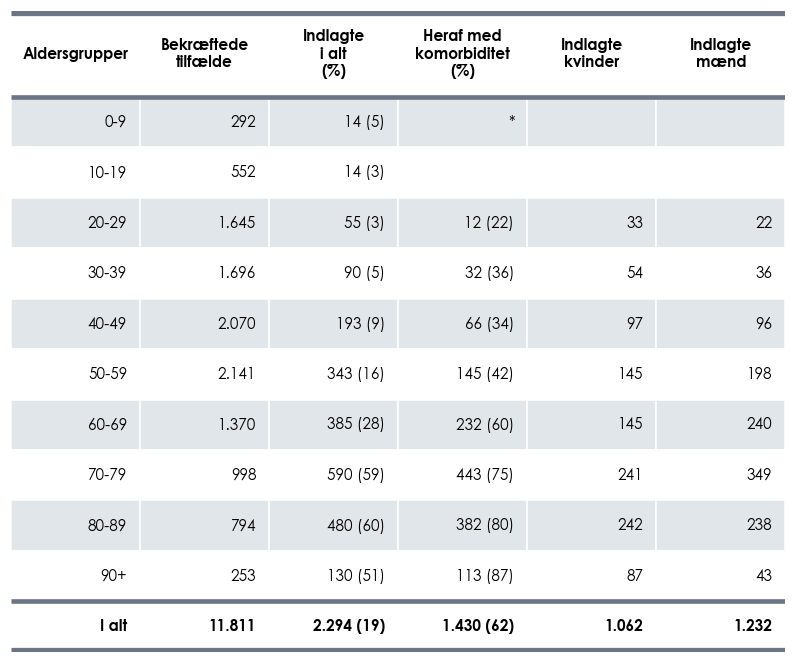 Aldersgrupper Bekræftede tilfælde Indlagte i alt (%) Heraf med komorbiditet (%) Indlagte kvinder Indlagte mænd
0-9 292 14 (5) *
10-19 552 14 (3)
20-29 1.645 55 (3) 12 (22) 33 22
30-39 1.696 90 (5) 32 (36) 54 36
40-49 2.070 193 (9) 66 (34) 97 96
50-59 2.141 343 (16) 145 (42) 145 198
60-69 1.370 385 (28) 232 (60) 145 240
70-79 998 590 (59) 443 (75) 241 349
80-89 794 480 (60) 382 (80) 242 238
90+ 253 130 (51) 113 (87) 87 43
I alt 11.811 2.294 (19) 1.430 (62) 1.062 1.232